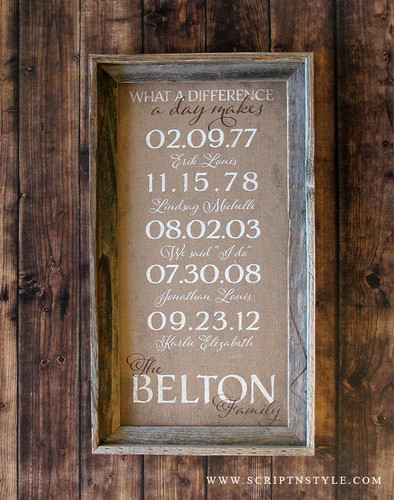 WHAT A DIFFERENCE
a day makes
02.09.77
Erik Louis
11.15.78
Lindsay Michelle
08.02.03
We said "I do"
07.30.08
Jonathan Louis
09.23.12
Karlie Elizabeth
The
BELTON
Family
WWW.SCRIPTNSTYLE.COM